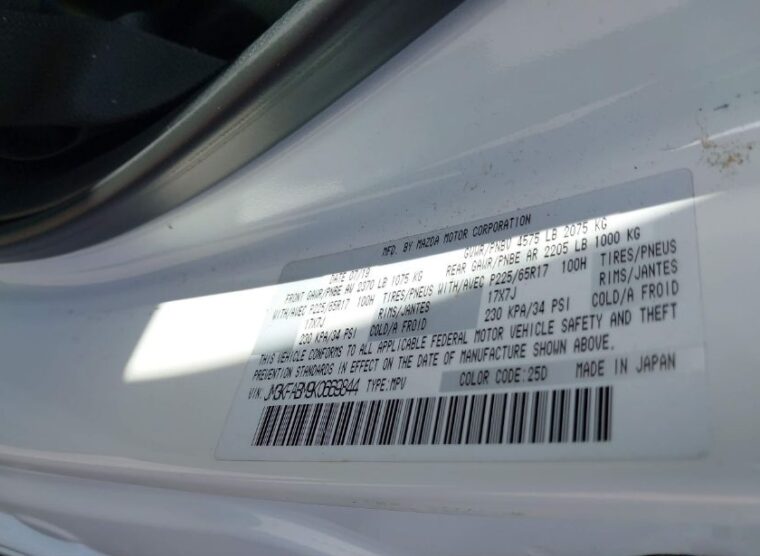 MFD. BY MAZDA MOTOR CORPORATION
DATE 07/19 GVWR/PNBV 4575 LB 2075 KG
FRONT GAWR/PNBE AV 2370 LB 1075 KG REAR GAWR/PNBE AR 2205 LB 1000 KG
WITH/AVEC P225/65R17 100H TIRES/PNEUS WITH/AVEC P225/65R17 100H TIRES/PNEUS
17X7J RIMS/JANTES 17X7J RIMS/JANTES
230 KPA/34 PSI COLD/A FROID 230 KPA/34 PSI COLD/A FROID
THIS VEHICLE CONFORMS TO ALL APPLICABLE FEDERAL MOTOR VEHICLE SAFETY AND THEFT
PREVENTION STANDARDS IN EFFECT ON THE DATE OF MANUFACTURE SHOWN ABOVE.
VIN: JM3KFABM9K0669844 TYPE:MPV COLOR CODE:25D MADE IN JAPAN